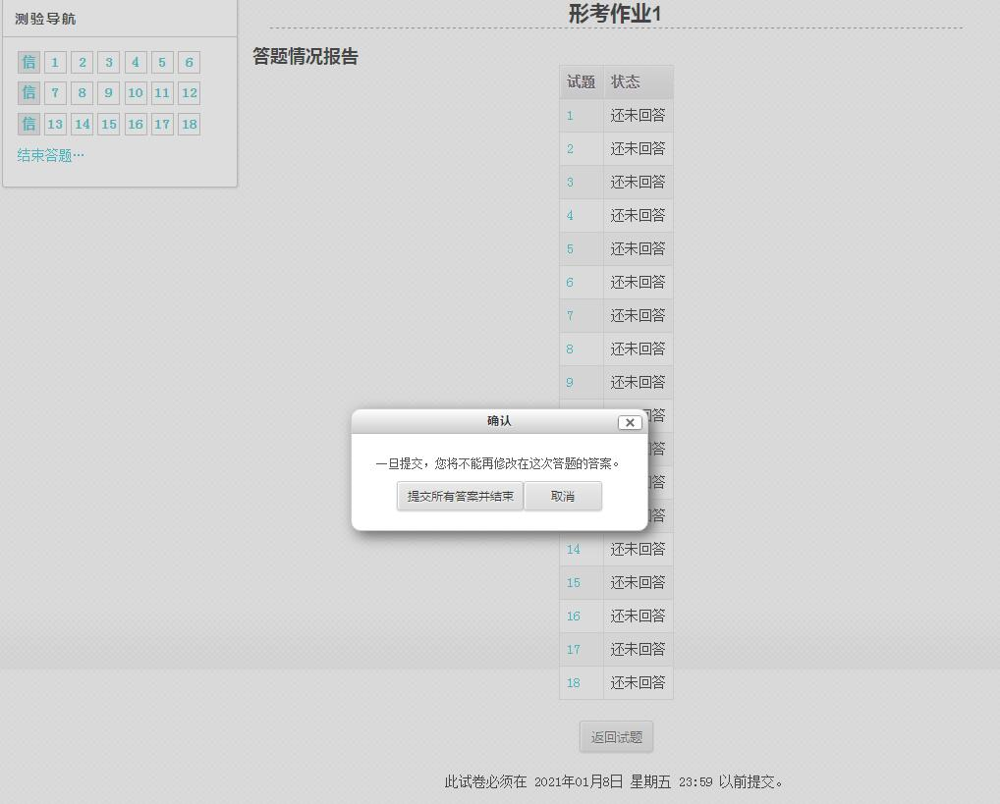 测验导航
信 1 2 3 4 5 6
信 7 8 9 10 11 12
信 13 14 15 16 17 18
结束答题…
形考作业1
答题情况报告
试题 状态
1 还未回答
2 还未回答
3 还未回答
4 还未回答
5 还未回答
6 还未回答
7 还未回答
8 还未回答
9 还未回答
答
答
答
答
14 还未回答
15 还未回答
16 还未回答
17 还未回答
18 还未回答
确认
一旦提交，您将不能再修改在这次答题的答案。
提交所有答案并结束 取消
返回试题
此试卷必须在 2021年01月8日 星期五 23:59 以前提交。